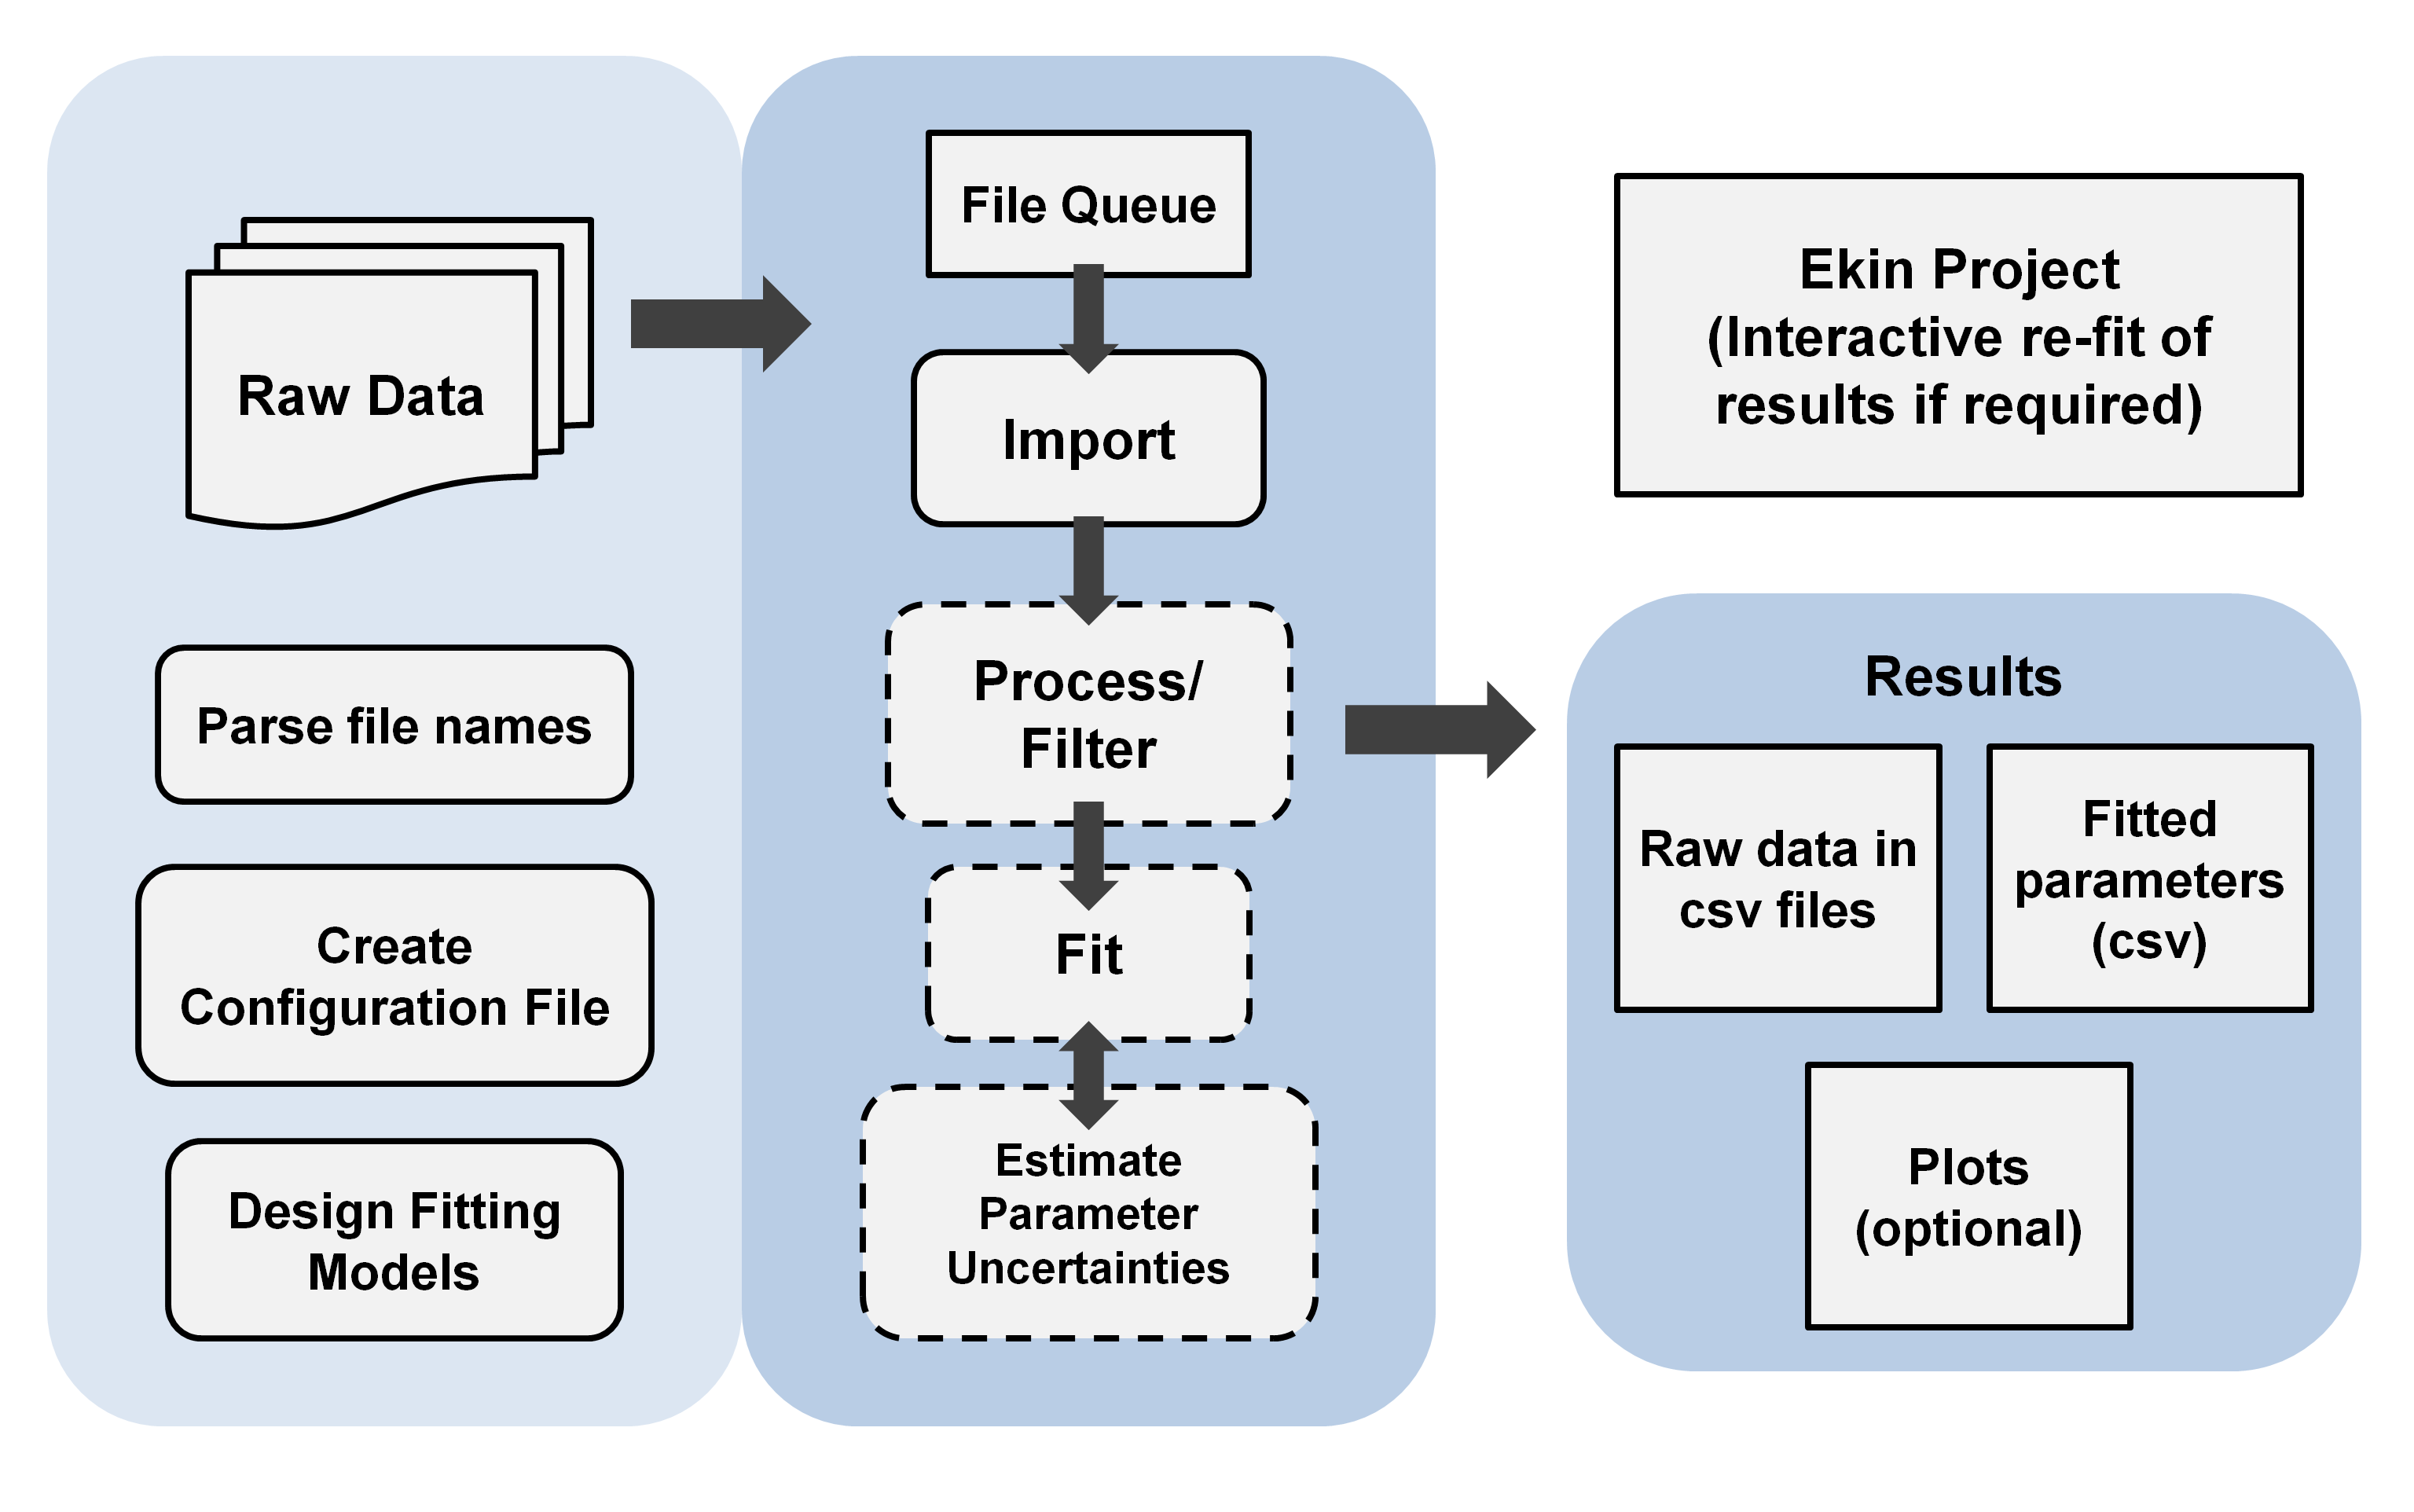 Raw Data
Parse file names
Create
Configuration File
Design Fitting
Models
File Queue
Import
Process/
Filter
Fit
Estimate
Parameter
Uncertainties
Ekin Project
(Interactive re-fit of
results if required)
Results
Raw data in
csv files
Fitted
parameters
(csv)
Plots
(optional)